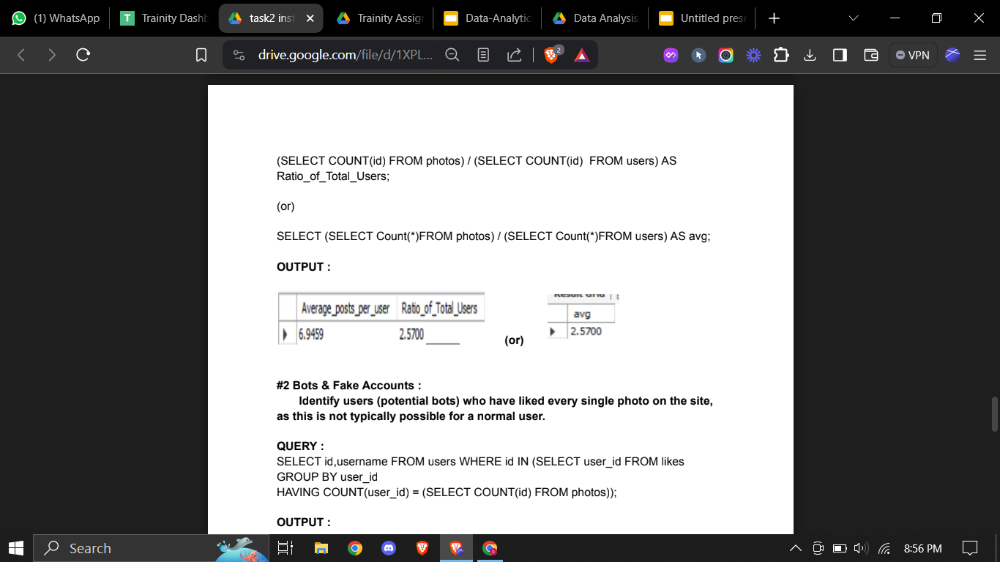 (1) WhatsApp
Trainity Dashb
task2 inst
Trainity Assign
Data-Analytic
Data Analysis
Untitled prese
drive.google.com/file/d/1XPL...
2
VPN
(SELECT COUNT(id) FROM photos) / (SELECT COUNT(id)  FROM users) AS
Ratio_of_Total_Users;
(or)
SELECT (SELECT Count(*)FROM photos) / (SELECT Count(*)FROM users) AS avg;
OUTPUT :
Average_posts_per_user Ratio_of_Total_Users
6.9459 2.5700
(or)
Result Grid
avg
2.5700
#2 Bots & Fake Accounts :
Identify users (potential bots) who have liked every single photo on the site,
as this is not typically possible for a normal user.
QUERY :
SELECT id,username FROM users WHERE id IN (SELECT user_id FROM likes
GROUP BY user_id
HAVING COUNT(user_id) = (SELECT COUNT(id) FROM photos));
OUTPUT :
Search
8:56 PM